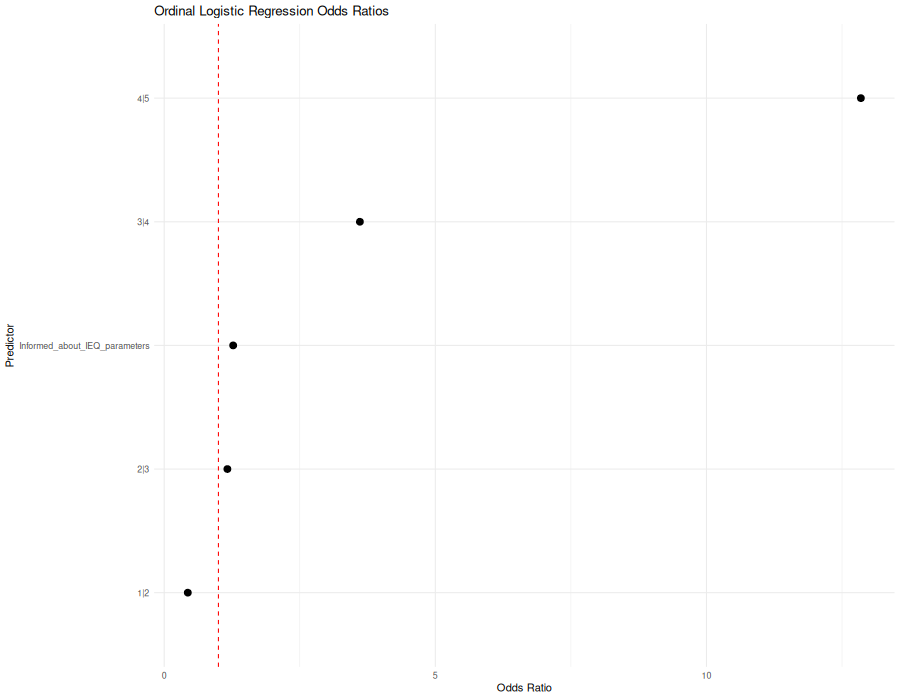 Ordinal Logistic Regression Odds Ratios
4|5
3|4
Informed_about_IEQ_parameters
2|3
1|2
Predictor
0
5
10
Odds Ratio